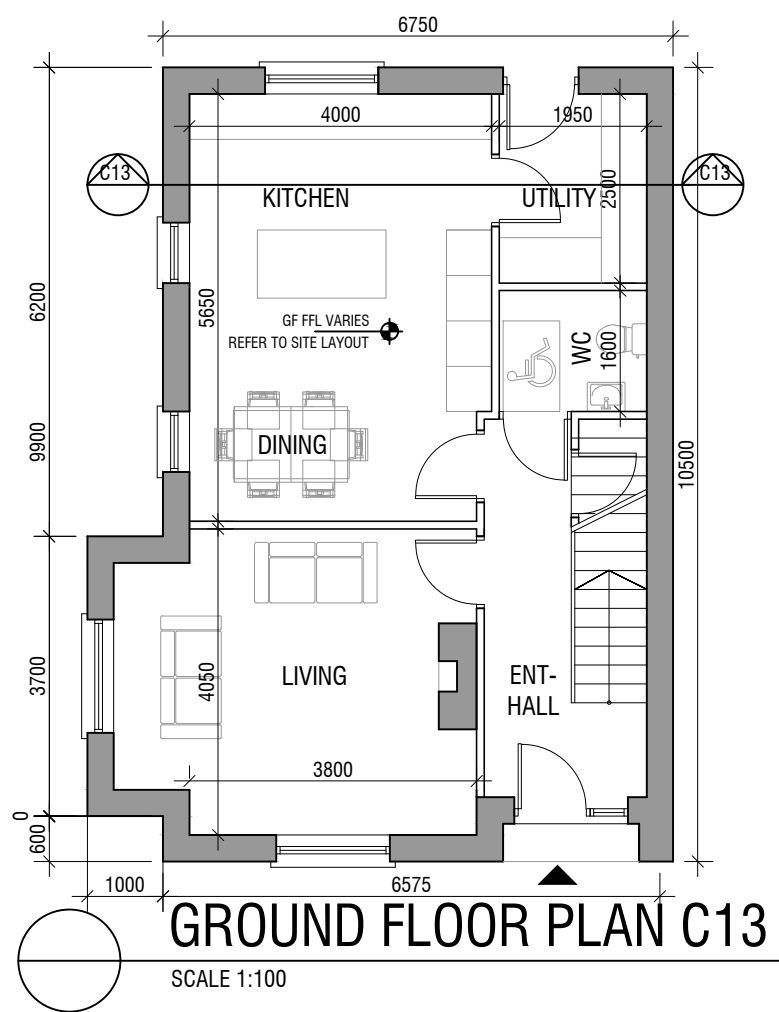 6750
4000
1950
C13
C13
KITCHEN
UTILITY
2500
6200
5650
GF FFL VARIES
REFER TO SITE LAYOUT
WC
1600
9900
DINING
10500
3700
4050
LIVING
ENT-
HALL
3800
0
600
1000
6575
GROUND FLOOR PLAN C13
SCALE 1:100